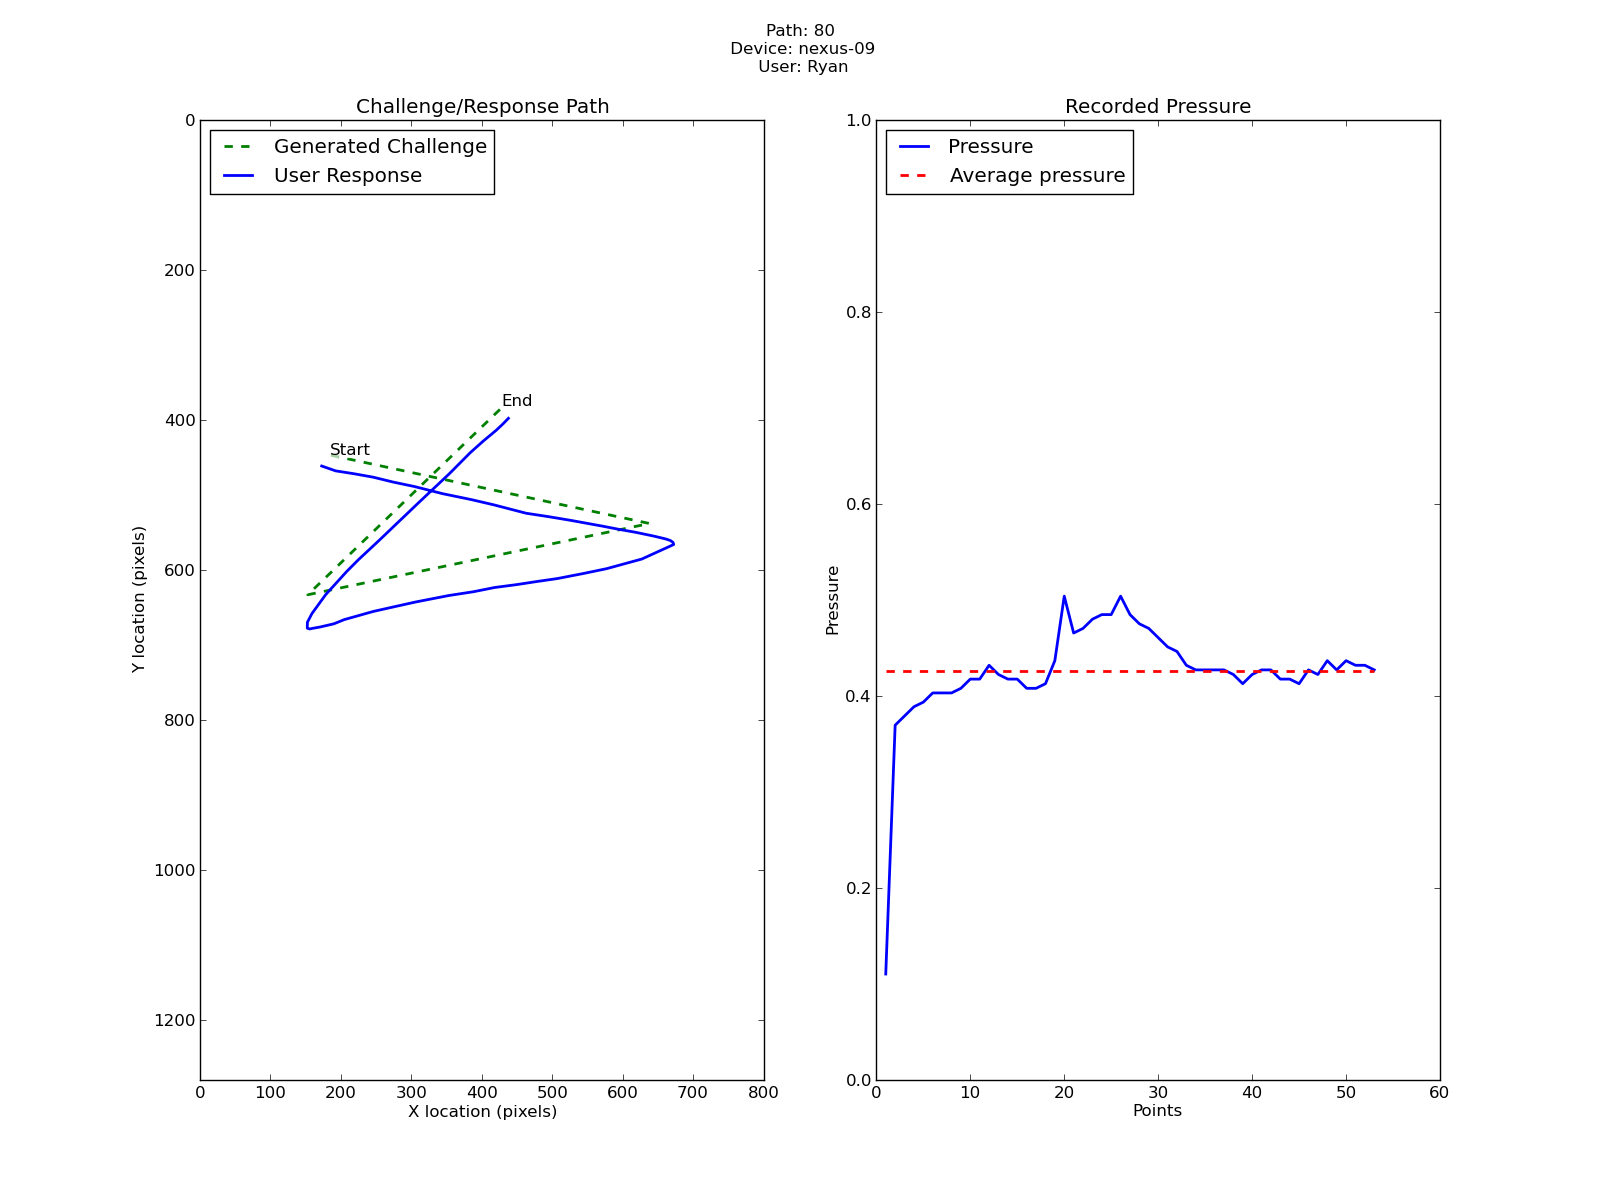 Path: 80
Device: nexus-09
User: Ryan
Challenge/Response Path
Generated Challenge
User Response
Start
End
0
200
400
600
800
1000
1200
Y location (pixels)
0 100 200 300 400 500 600 700 800
X location (pixels)
Recorded Pressure
Pressure
Average pressure
1.0
0.8
0.6
0.4
0.2
0.0
Pressure
0 10 20 30 40 50 60
Points